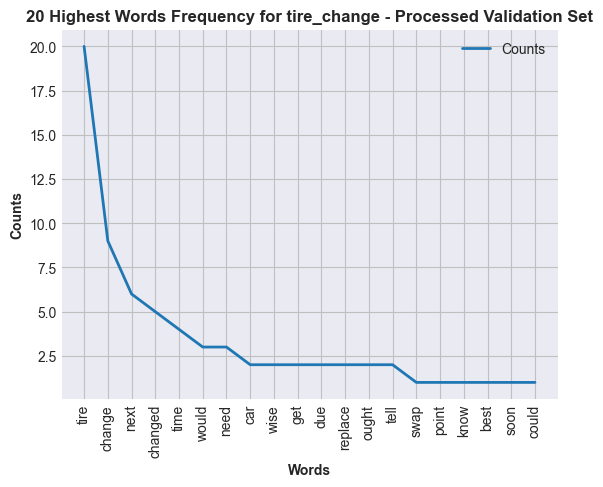 20 Highest Words Frequency for tire_change - Processed Validation Set
Counts
20.0
17.5
15.0
12.5
10.0
7.5
5.0
2.5
Counts
tire
change
next
changed
time
would
need
car
wise
get
due
replace
ought
tell
swap
point
know
best
soon
could
Words